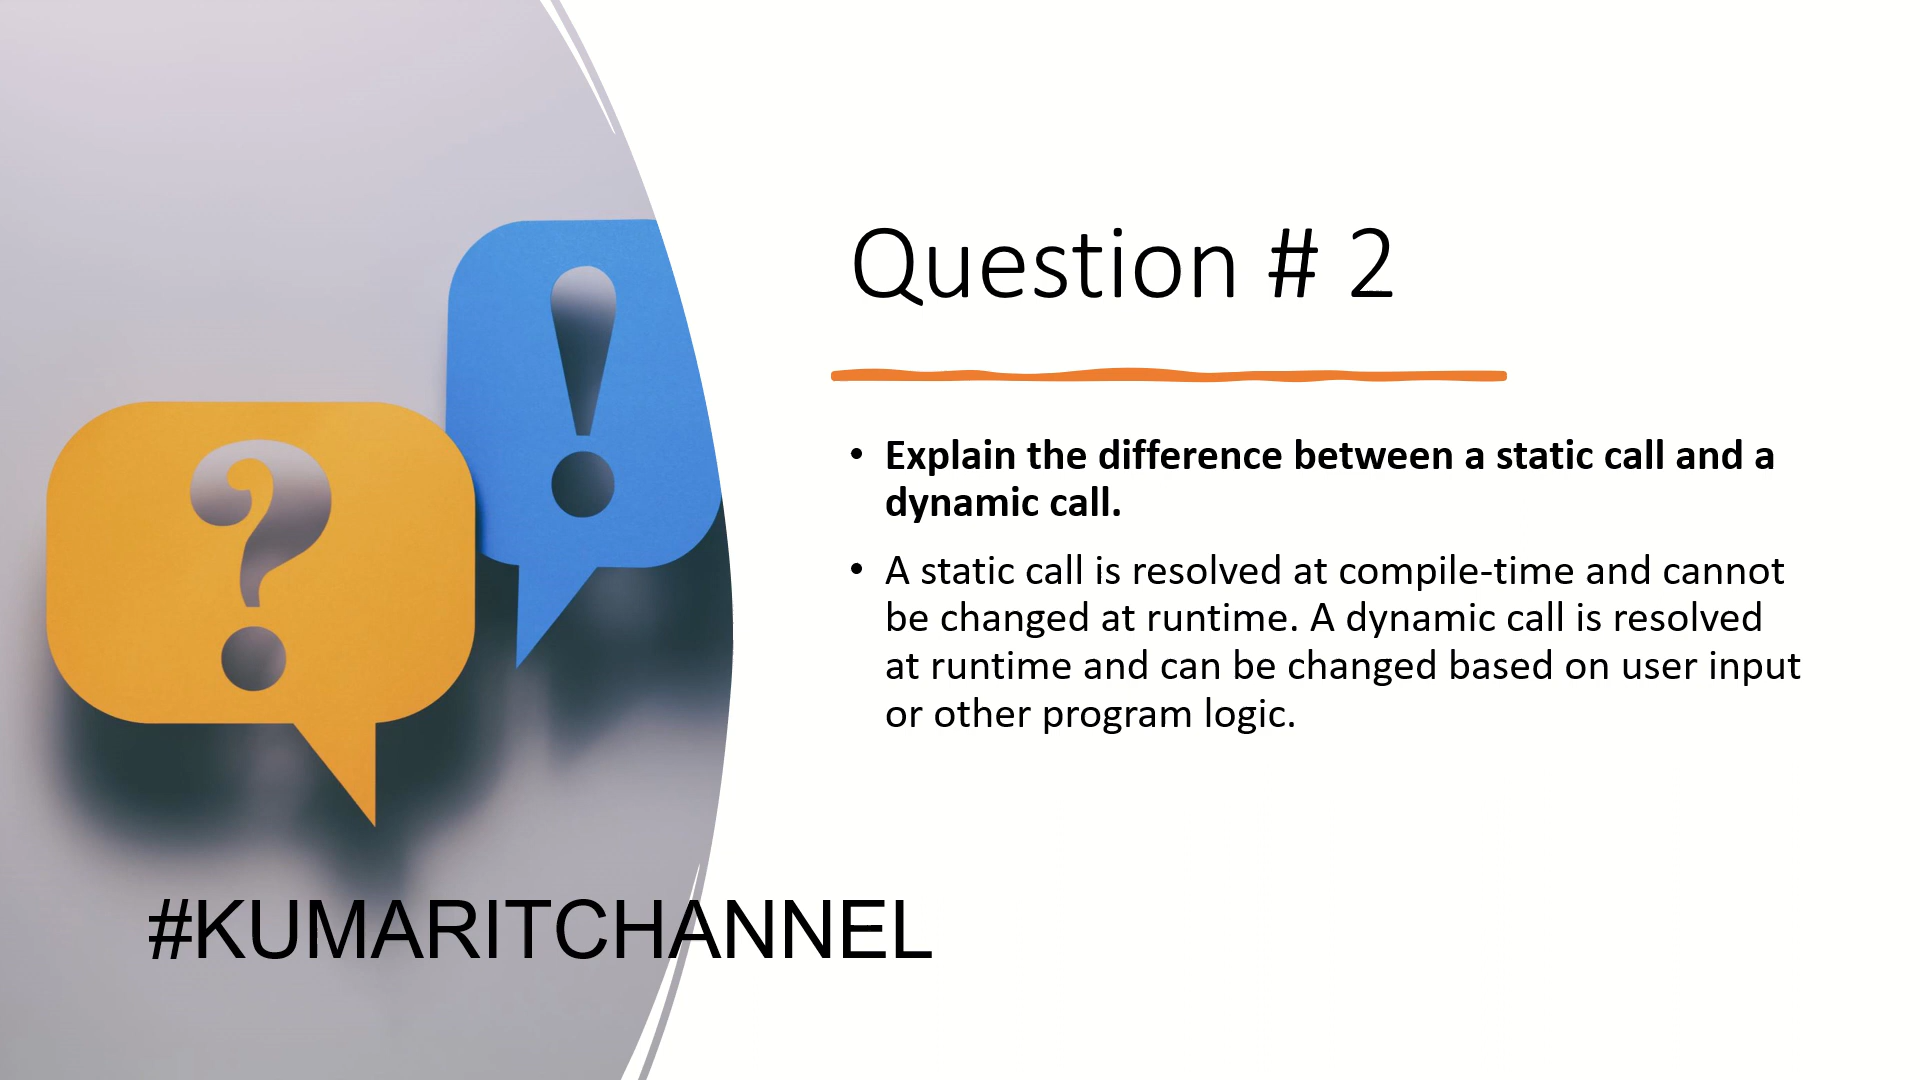 Question # 2
• Explain the difference between a static call and a
dynamic call.
• A static call is resolved at compile-time and cannot
be changed at runtime. A dynamic call is resolved
at runtime and can be changed based on user input
or other program logic.
#KUMARITCHANNEL